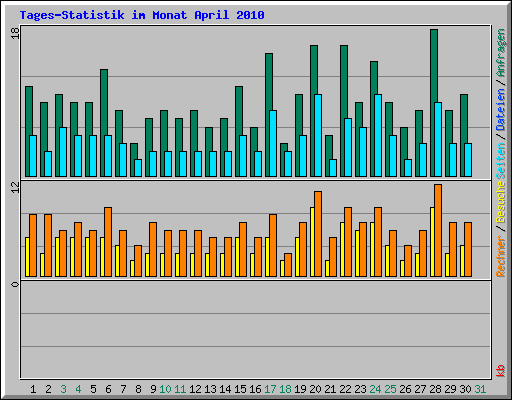 Tages-Statistik im Monat April 2010
18
12
0
Rechner / Besuche Seiten / Dateien / Anfragen
kb
1 2 3 4 5 6 7 8 9 10 11 12 13 14 15 16 17 18 19 20 21 22 23 24 25 26 27 28 29 30 31